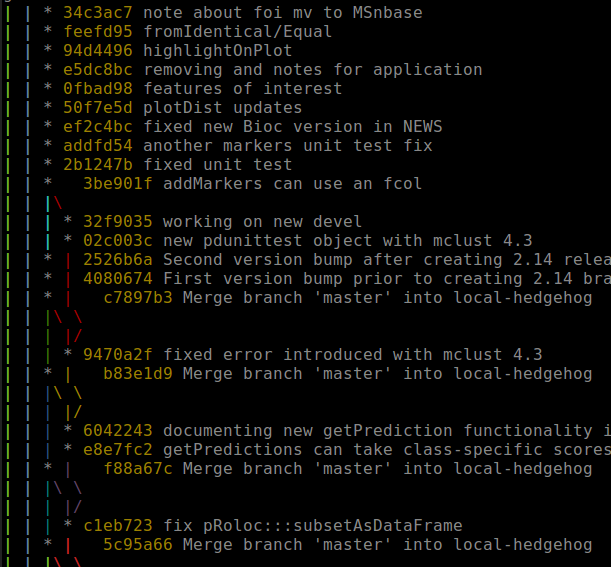 | | * 34c3ac7 note about foi mv to MSnbase
| | * feefd95 fromIdentical/Equal
| | * 94d4496 highlightOnPlot
| | * e5dc8bc removing and notes for application
| | * 0fbad98 features of interest
| | * 50f7e5d plotDist updates
| | * ef2c4bc fixed new Bioc version in NEWS
| | * addfd54 another markers unit test fix
| | * 2b1247b fixed unit test
| | *   3be901f addMarkers can use an fcol
| | |\
| | | * 32f9035 working on new devel
| | | * 02c003c new pdunittest object with mclust 4.3
| | * | 2526b6a Second version bump after creating 2.14 relea
| | * | 4080674 First version bump prior to creating 2.14 bra
| | * |   c7897b3 Merge branch 'master' into local-hedgehog
| | |\ \
| | | |/
| | | * 9470a2f fixed error introduced with mclust 4.3
| | * |   b83e1d9 Merge branch 'master' into local-hedgehog
| | |\ \
| | | |/
| | | * 6042243 documenting new getPrediction functionality i
| | | * e8e7fc2 getPredictions can take class-specific scores
| | * |   f88a67c Merge branch 'master' into local-hedgehog
| | |\ \
| | | |/
| | | * c1eb723 fix pRoloc:::subsetAsDataFrame
| | * |   5c95a66 Merge branch 'master' into local-hedgehog
| | |\ \